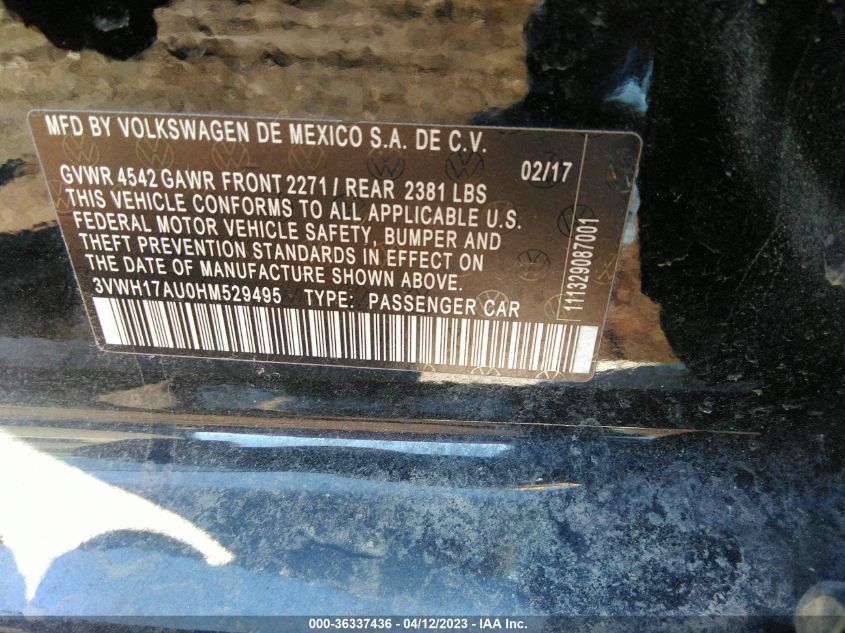 MFD BY VOLKSWAGEN DE MEXICO S.A. DE C.V.
02/17
GVWR 4542 GAWR FRONT 2271 / REAR 2381 LBS
THIS VEHICLE CONFORMS TO ALL APPLICABLE U.S.
FEDERAL MOTOR VEHICLE SAFETY, BUMPER AND
THEFT PREVENTION STANDARDS IN EFFECT ON
THE DATE OF MANUFACTURE SHOWN ABOVE.
3VWH17AU0HM529495 TYPE: PASSENGER CAR
111329087001
000-36337436 - 04/12/2023 - IAA Inc.